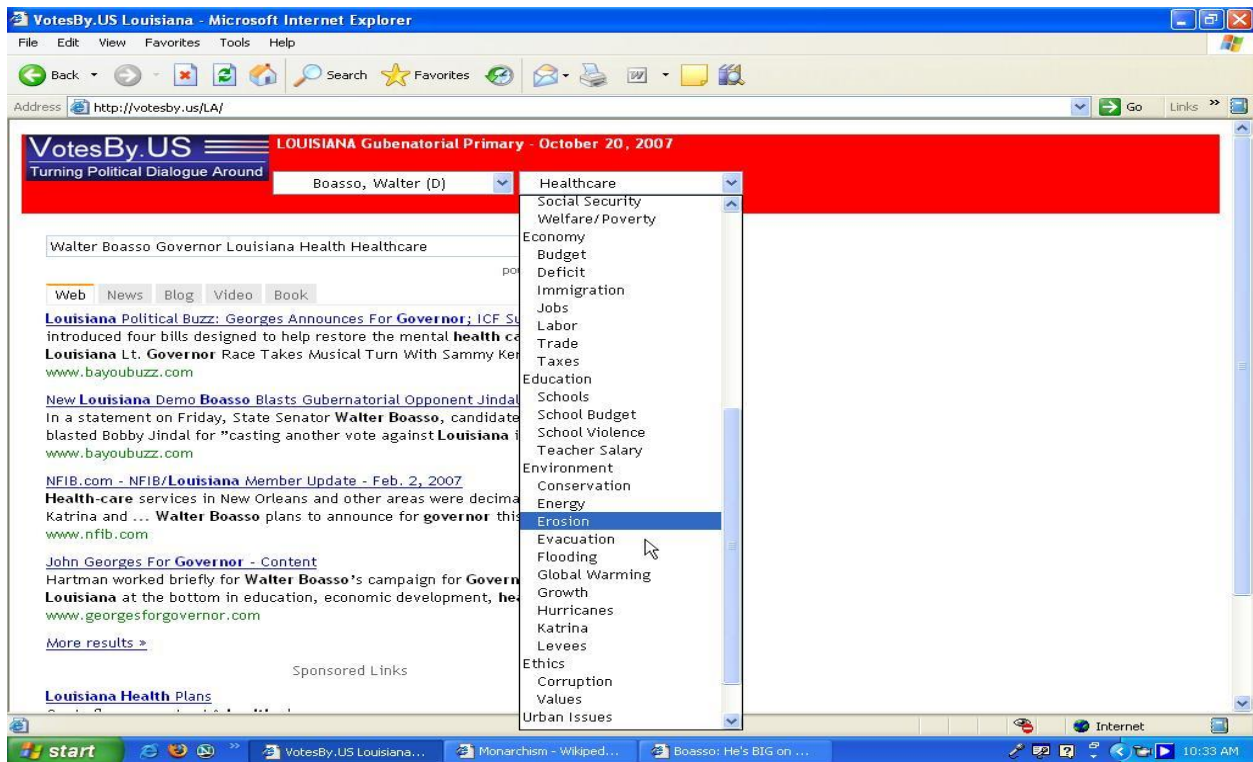 VotesBy.US Louisiana - Microsoft Internet Explorer
File Edit View Favorites Tools Help
Back Search Favorites
Address http://votesby.us/LA/ Go Links »
VotesBy.US
Turning Political Dialogue Around
LOUISIANA Gubenatorial Primary - October 20, 2007
Boasso, Walter (D)
Healthcare
Walter Boasso Governor Louisiana Health Healthcare
Web News Blog Video Book
Louisiana Political Buzz: Georges Announces For Governor; ICF Su
introduced four bills designed to help restore the mental health ca
Louisiana Lt. Governor Race Takes Musical Turn With Sammy Ker
www.bayoubuzz.com
New Louisiana Demo Boasso Blasts Gubernatorial Opponent Jindal
In a statement on Friday, State Senator Walter Boasso, candidate
blasted Bobby Jindal for "casting another vote against Louisiana i
www.bayoubuzz.com
NFIB.com - NFIB/Louisiana Member Update - Feb. 2, 2007
Health-care services in New Orleans and other areas were decima
Katrina and ... Walter Boasso plans to announce for governor this
www.nfib.com
John Georges For Governor - Content
Hartman worked briefly for Walter Boasso's campaign for Govern
Louisiana at the bottom in education, economic development, hea
www.georgesforgovernor.com
More results »
Sponsored Links
Louisiana Health Plans
Social Security
Welfare/Poverty
Economy
Budget
Deficit
Immigration
Jobs
Labor
Trade
Taxes
Education
Schools
School Budget
School Violence
Teacher Salary
Environment
Conservation
Energy
Erosion
Evacuation
Flooding
Global Warming
Growth
Hurricanes
Katrina
Levees
Ethics
Corruption
Values
Urban Issues
Internet
start
VotesBy.US Louisiana...
Monarchism - Wikiped...
Boasso: He's BIG on ...
10:33 AM